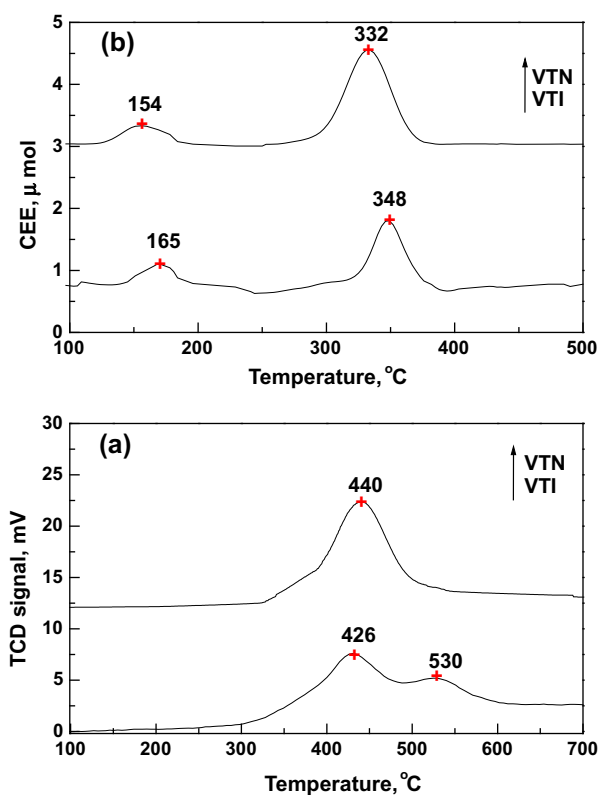 (b)
332
154
VTN
VTI
348
165
CEE, μ mol
5
4
3
2
1
0
100 200 300 400 500
Temperature, °C
(a)
VTN
VTI
440
426
530
TCD signal, mV
30
25
20
15
10
5
0
100 200 300 400 500 600 700
Temperature, °C